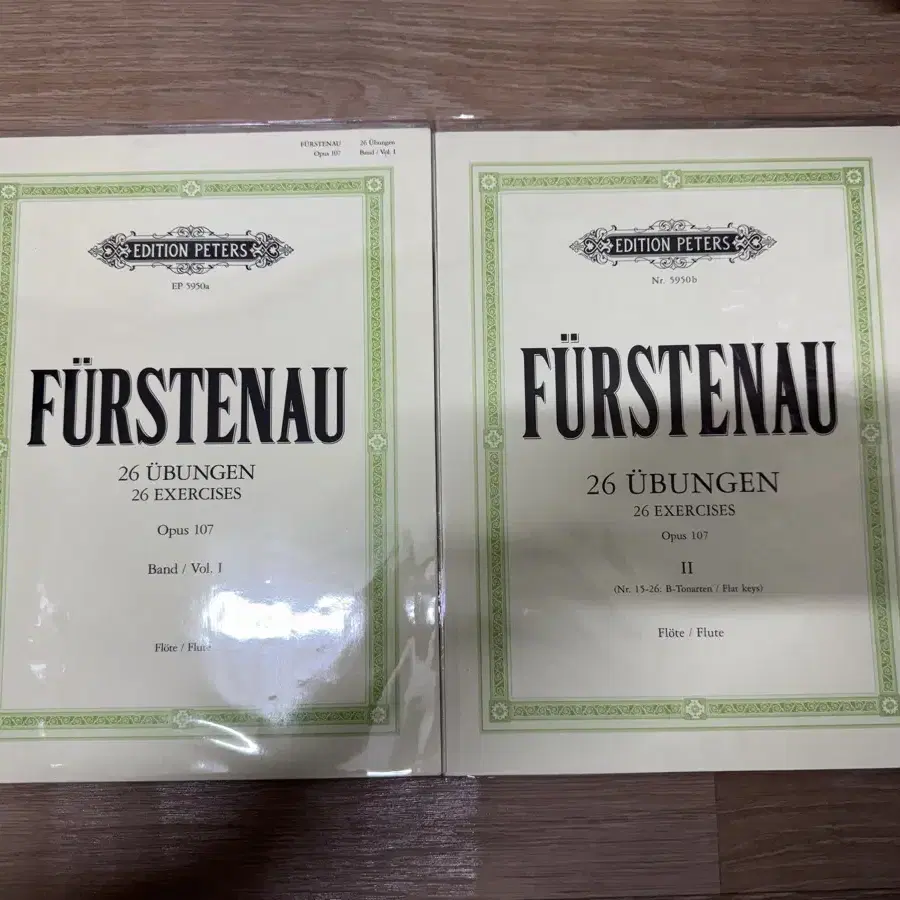 FÜRSTENAU 26 Übungen
Opus 107 Band / Vol. I
EDITION PETERS
EP 5950a
FÜRSTENAU
26 ÜBUNGEN
26 EXERCISES
Opus 107
Band / Vol. I
Flöte / Flute
EDITION PETERS
Nr. 5950b
FÜRSTENAU
26 ÜBUNGEN
26 EXERCISES
Opus 107
II
(Nr. 15-26: B-Tonarten / Flat keys)
Flöte / Flute